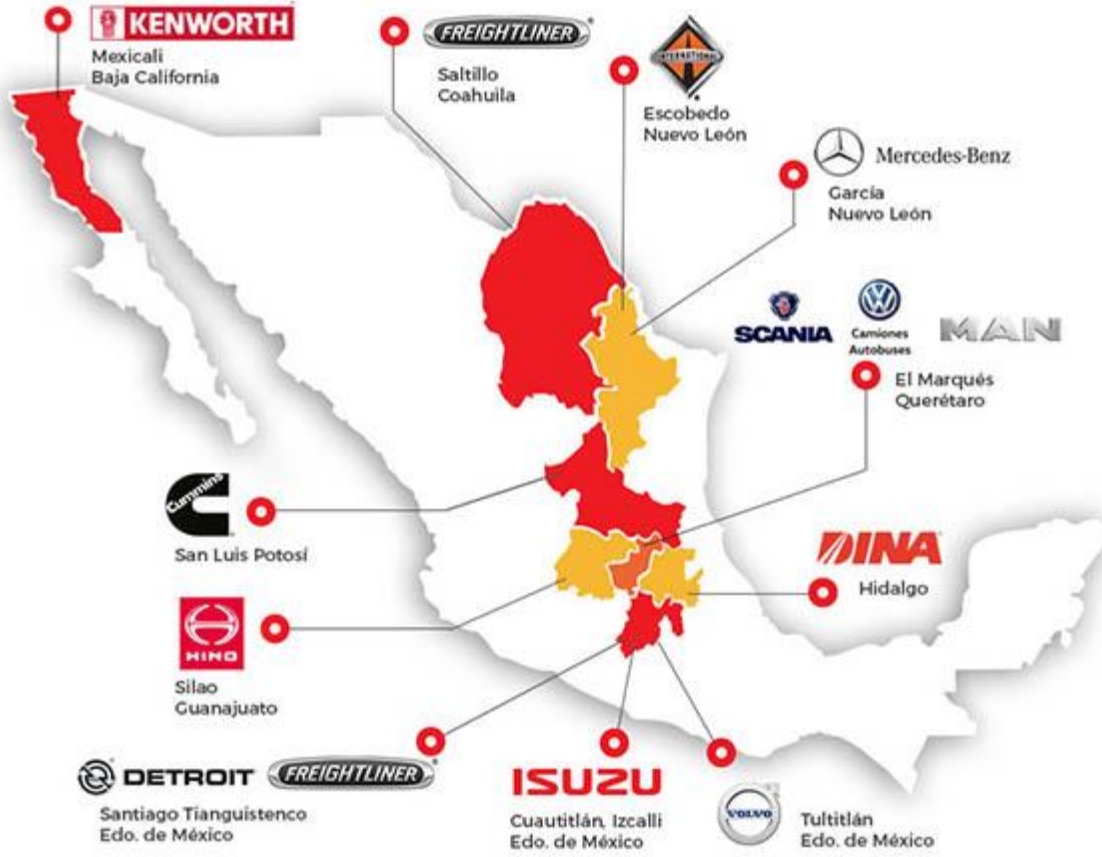 KENWORTH
Mexicali
Baja California
FREIGHTLINER
Saltillo
Coahuila
INTERNATIONAL
Escobedo
Nuevo León
Mercedes-Benz
García
Nuevo León
SCANIA
Camiones
Autobuses
MAN
El Marqués
Querétaro
Cummins
San Luis Potosí
DINA
Hidalgo
HINO
Silao
Guanajuato
DETROIT
FREIGHTLINER
Santiago Tianguistenco
Edo. de México
ISUZU
Cuautitlán, Izcalli
Edo. de México
VOLVO
Tultitlán
Edo. de México